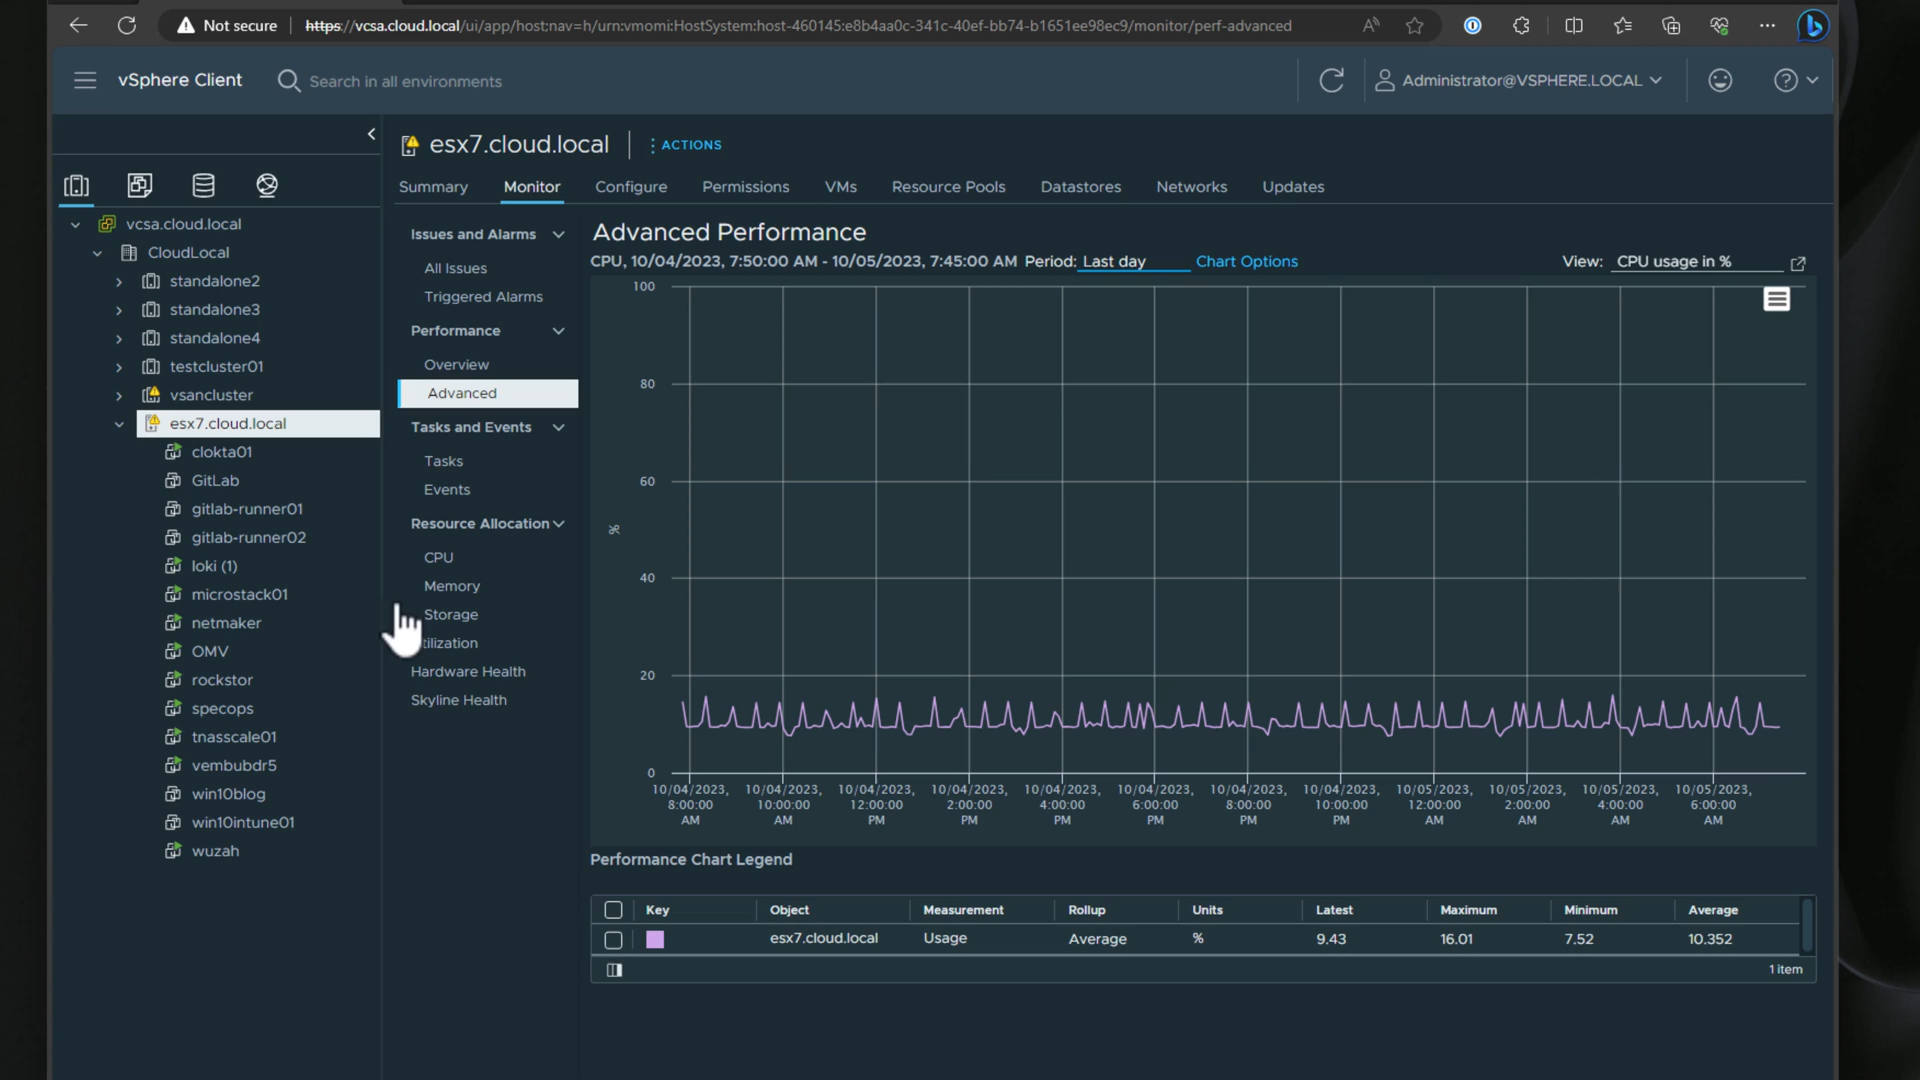 Not secure
https://vcsa.cloud.local/ui/app/host;nav=h/urn:vmomi:HostSystem:host-460145:e8b4aa0c-341c-40ef-bb74-b1651ee98ec9/monitor/perf-advanced
vSphere Client
Search in all environments
Administrator@VSPHERE.LOCAL
esx7.cloud.local
ACTIONS
Summary Monitor Configure Permissions VMs Resource Pools Datastores Networks Updates
vcsa.cloud.local
CloudLocal
standalone2
standalone3
standalone4
testcluster01
vsancluster
esx7.cloud.local
clokta01
GitLab
gitlab-runner01
gitlab-runner02
loki (1)
microstack01
netmaker
OMV
rockstor
specops
tnasscale01
vembubdr5
win10blog
win10intune01
wuzah
Issues and Alarms
All Issues
Triggered Alarms
Performance
Overview
Advanced
Tasks and Events
Tasks
Events
Resource Allocation
CPU
Memory
Storage
tilization
Hardware Health
Skyline Health
Advanced Performance
CPU, 10/04/2023, 7:50:00 AM - 10/05/2023, 7:45:00 AM Period: Last day Chart Options View: CPU usage in %
100
80
60
%
40
20
0
10/04/2023, 10/04/2023, 10/04/2023, 10/04/2023, 10/04/2023, 10/04/2023, 10/04/2023, 10/04/2023, 10/05/2023, 10/05/2023, 10/05/2023, 10/05/2023,
8:00:00 10:00:00 12:00:00 2:00:00 4:00:00 6:00:00 8:00:00 10:00:00 12:00:00 2:00:00 4:00:00 6:00:00
AM AM PM PM PM PM PM PM AM AM AM AM
Performance Chart Legend
Key Object Measurement Rollup Units Latest Maximum Minimum Average
esx7.cloud.local Usage Average % 9.43 16.01 7.52 10.352
1 item